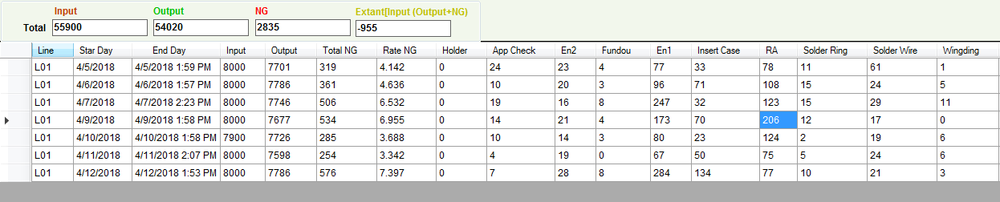 Input Output NG Extant[Input (Output+NG)
Total 55900 54020 2835 -955
Line Star Day End Day Input Output Total NG Rate NG Holder App Check En2 Fundou En1 Insert Case RA Solder Ring Solder Wire Wingding
L01 4/5/2018 4/5/2018 1:59 PM 8000 7701 319 4.142 0 24 23 4 77 33 78 11 61 1
L01 4/6/2018 4/6/2018 1:57 PM 8000 7786 361 4.636 0 10 20 3 96 71 108 15 24 5
L01 4/7/2018 4/7/2018 2:23 PM 8000 7746 506 6.532 0 19 16 8 247 32 123 15 29 11
L01 4/9/2018 4/9/2018 1:58 PM 8000 7677 534 6.955 0 14 21 4 173 70 206 12 17 0
L01 4/10/2018 4/10/2018 1:58 PM 7900 7726 285 3.688 0 10 14 3 80 23 124 2 19 6
L01 4/11/2018 4/11/2018 2:07 PM 8000 7598 254 3.342 0 4 19 0 67 50 75 5 24 6
L01 4/12/2018 4/12/2018 1:53 PM 8000 7786 576 7.397 0 7 28 8 284 134 77 10 21 3